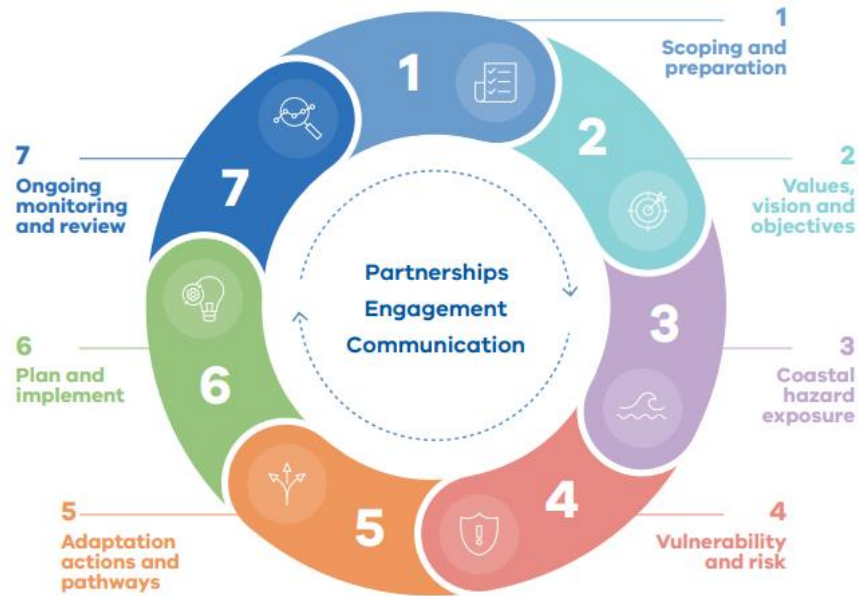 1
Scoping and
preparation
2
Values,
vision and
objectives
3
Coastal
hazard
exposure
4
Vulnerability
and risk
5
Adaptation
actions and
pathways
6
Plan and
implement
7
Ongoing
monitoring
and review
1
2
3
4
5
6
7
Partnerships
Engagement
Communication